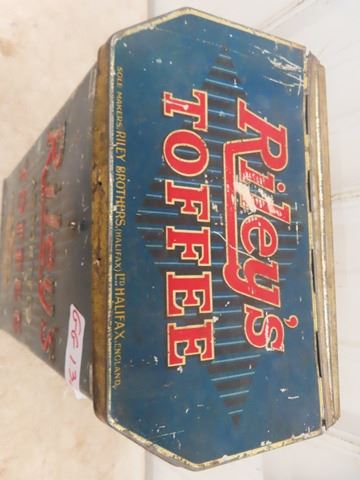 Riley's
TOFFEE
SOLE MAKERS, RILEY BROTHERS, (HALIFAX) LTD HALIFAX, ENGLAND.
Riley's